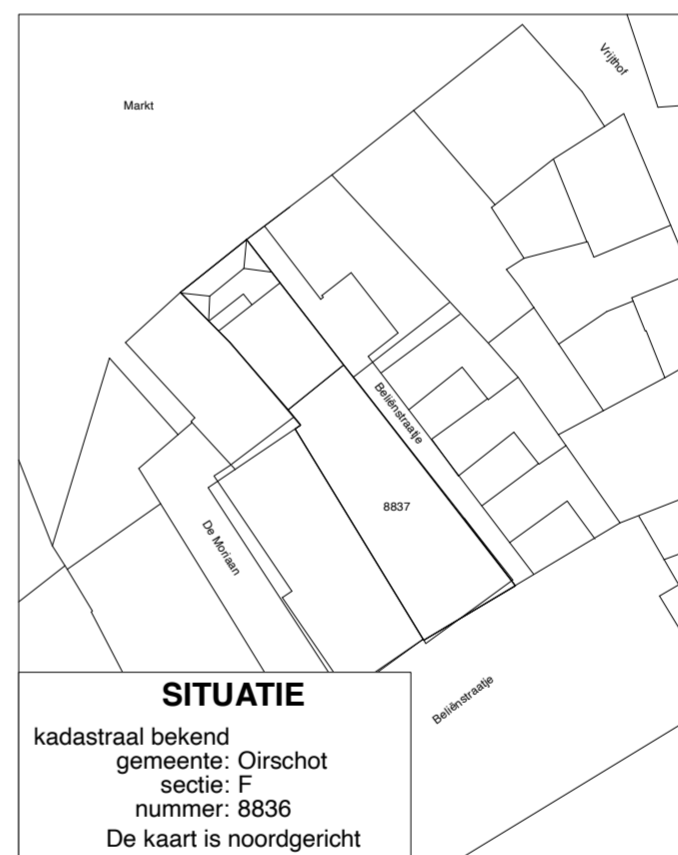 Markt
Vrijthof
Beliënstraatje
8837
De Moriaan
Beliënstraatje
SITUATIE
kadastraal bekend
gemeente: Oirschot
sectie: F
nummer: 8836
De kaart is noordgericht